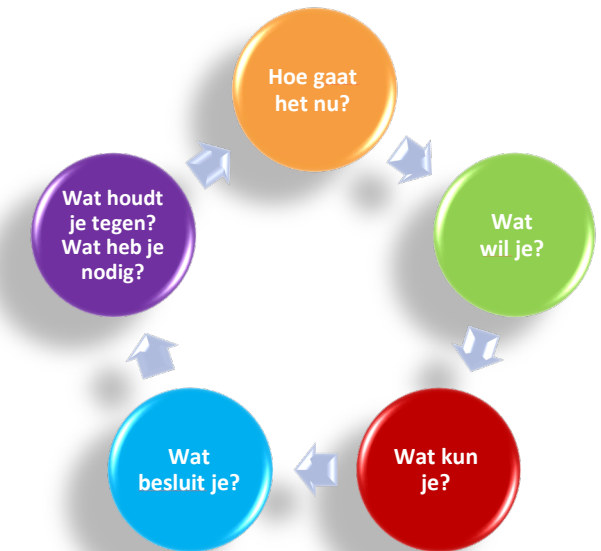 Hoe gaat
het nu?
Wat
wil je?
Wat kun
je?
Wat
besluit je?
Wat houdt
je tegen?
Wat heb je
nodig?